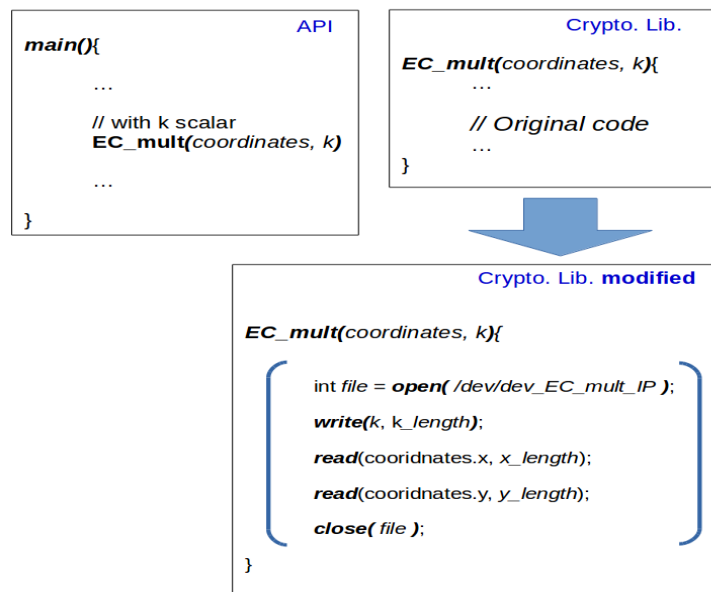 API
main(){
...
// with k scalar
EC_mult(coordinates, k)
...
}
Crypto. Lib.
EC_mult(coordinates, k){
...
// Original code
...
}
Crypto. Lib. modified
EC_mult(coordinates, k){
int file = open( /dev/dev_EC_mult_IP );
write(k, k_length);
read(cooridnates.x, x_length);
read(cooridnates.y, y_length);
close( file );
}